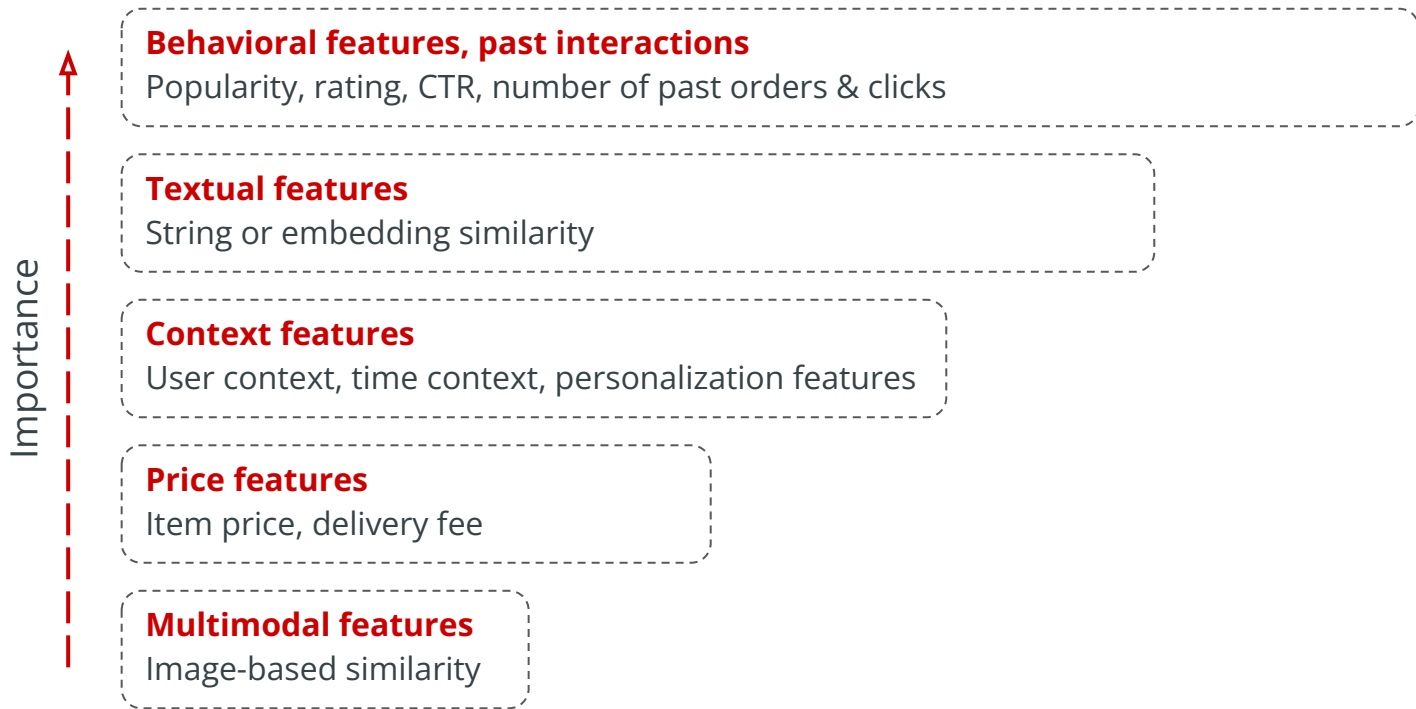 Importance
Behavioral features, past interactions
Popularity, rating, CTR, number of past orders & clicks
Textual features
String or embedding similarity
Context features
User context, time context, personalization features
Price features
Item price, delivery fee
Multimodal features
Image-based similarity